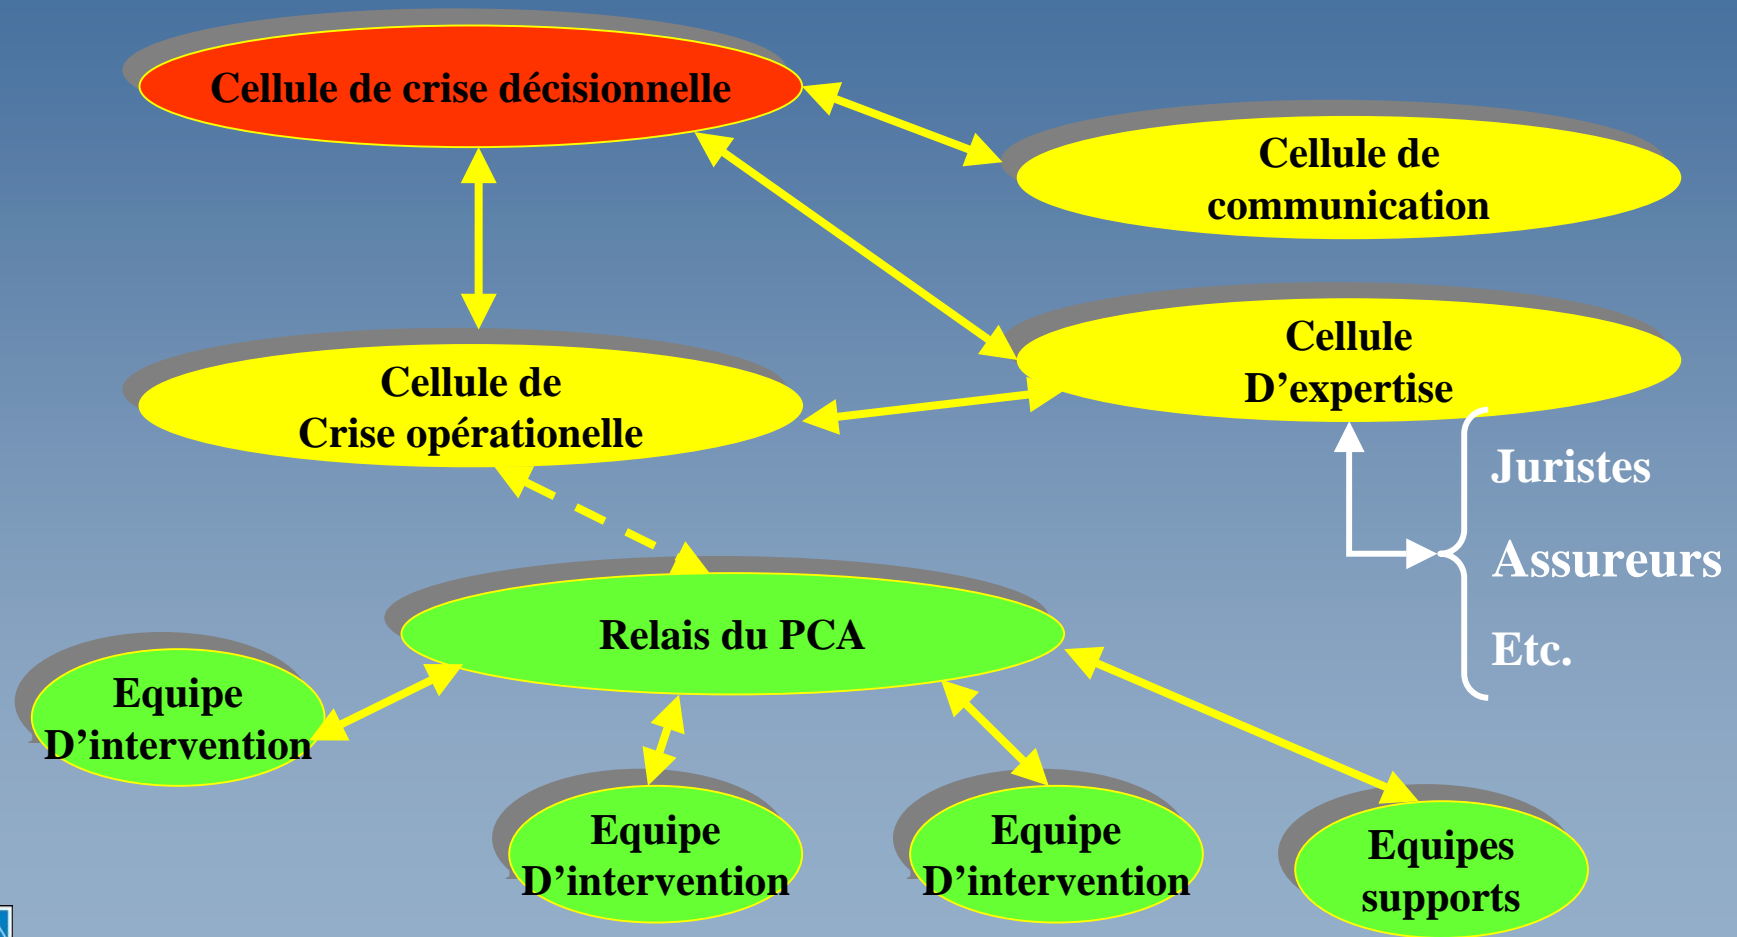 Cellule de crise décisionnelle
Cellule de
communication
Cellule
D’expertise
Cellule de
Crise opérationelle
Juristes
Assureurs
Etc.
Relais du PCA
Equipe
D’intervention
Equipe
D’intervention
Equipe
D’intervention
Equipes
supports